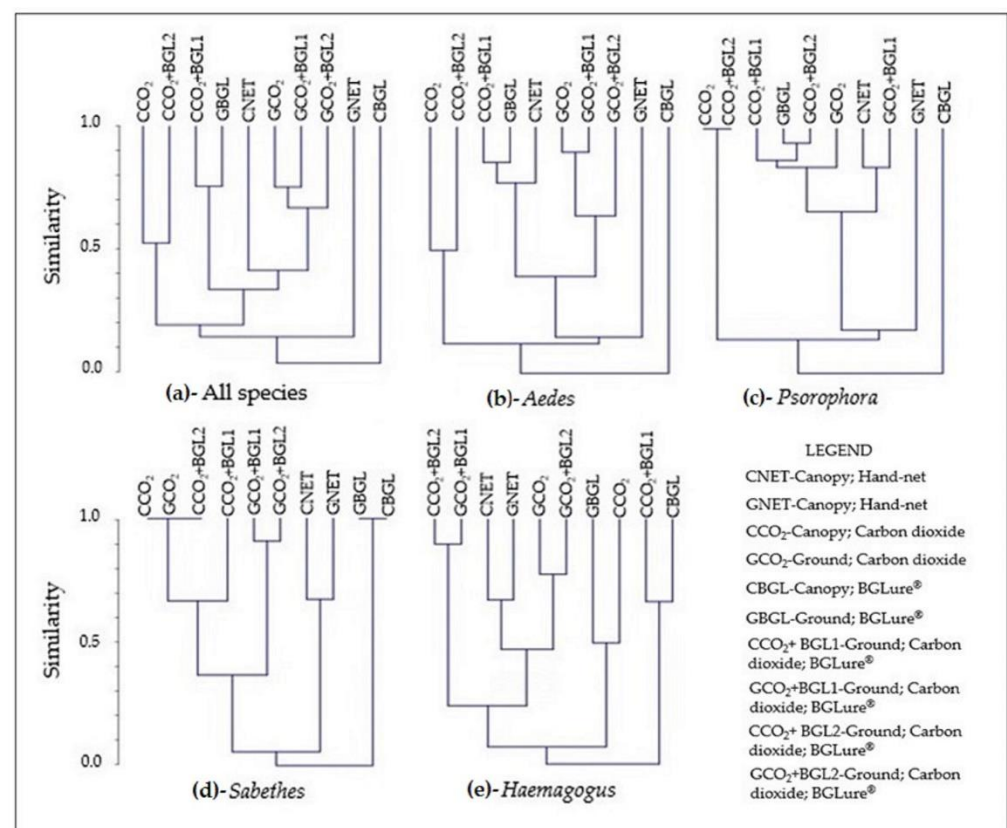 CCO₂ CCO₂+BGL2 CCO₂+BGL1 GBGL CNET GCO₂ GCO₂+BGL1 GCO₂+BGL2 GNET CBGL
CCO₂ CCO₂+BGL2 CCO₂+BGL1 GBGL CNET GCO₂ GCO₂+BGL1 GCO₂+BGL2 GNET CBGL
CCO₂ CCO₂+BGL2 CCO₂+BGL1 GBGL GCO₂+BGL2 GCO₂ CNET GCO₂+BGL1 GNET CBGL
1.0
0.5
0.0
Similarity
(a)- All species
(b)- Aedes
(c)- Psorophora
CCO₂ GCO₂ CCO₂+BGL2 CCO₂+BGL1 GCO₂+BGL1 GCO₂+BGL2 CNET GNET GBGL CBGL
CCO₂+BGL2 GCO₂+BGL1 CNET GNET GCO₂ GCO₂+BGL2 GBGL CCO₂ CCO₂+BGL1 CBGL
1.0
0.5
0.0
Similarity
(d)- Sabethes
(e)- Haemagogus
LEGEND
CNET-Canopy; Hand-net
GNET-Canopy; Hand-net
CCO₂-Canopy; Carbon dioxide
GCO₂-Ground; Carbon dioxide
CBGL-Canopy; BGLure®
GBGL-Ground; BGLure®
CCO₂+ BGL1-Ground; Carbon
dioxide; BGLure®
GCO₂+BGL1-Ground; Carbon
dioxide; BGLure®
CCO₂+ BGL2-Ground; Carbon
dioxide; BGLure®
GCO₂+BGL2-Ground; Carbon
dioxide; BGLure®